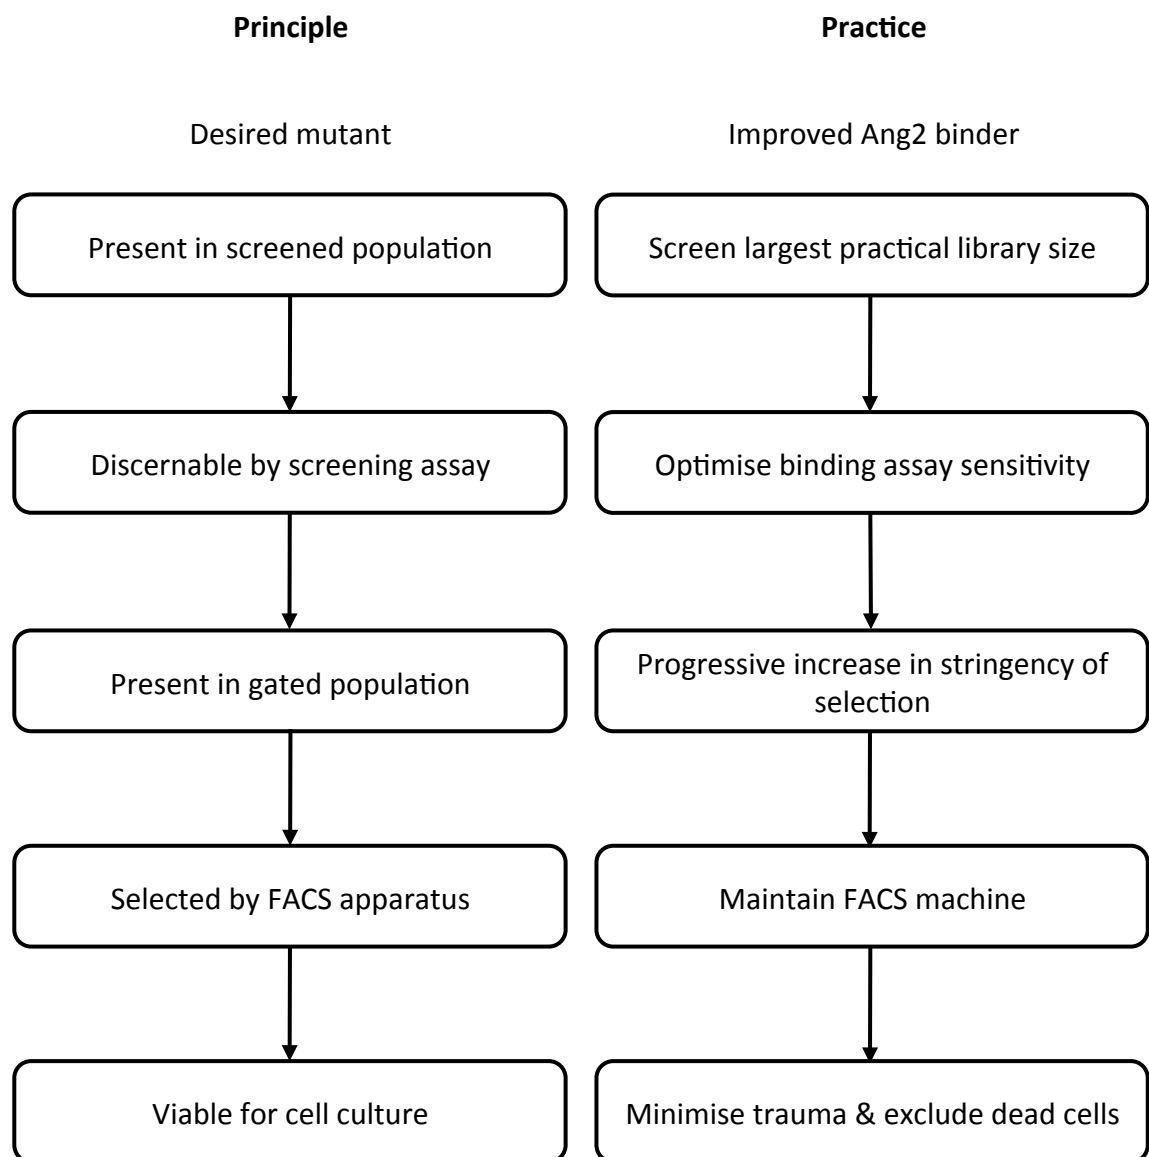 Principle
Practice
Desired mutant
Improved Ang2 binder
Present in screened population
Screen largest practical library size
Discernable by screening assay
Optimise binding assay sensitivity
Present in gated population
Progressive increase in stringency of
selection
Selected by FACS apparatus
Maintain FACS machine
Viable for cell culture
Minimise trauma & exclude dead cells